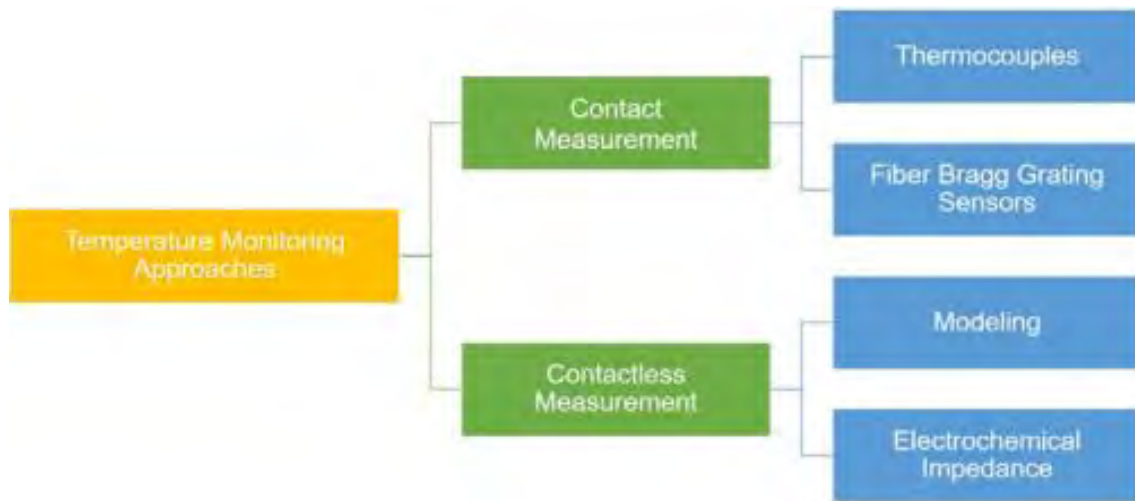 Thermocouples
Contact
Measurement
Fiber Bragg Grating
Sensors
Temperature Monitoring
Approaches
Modeling
Contactless
Measurement
Electrochemical
Impedance